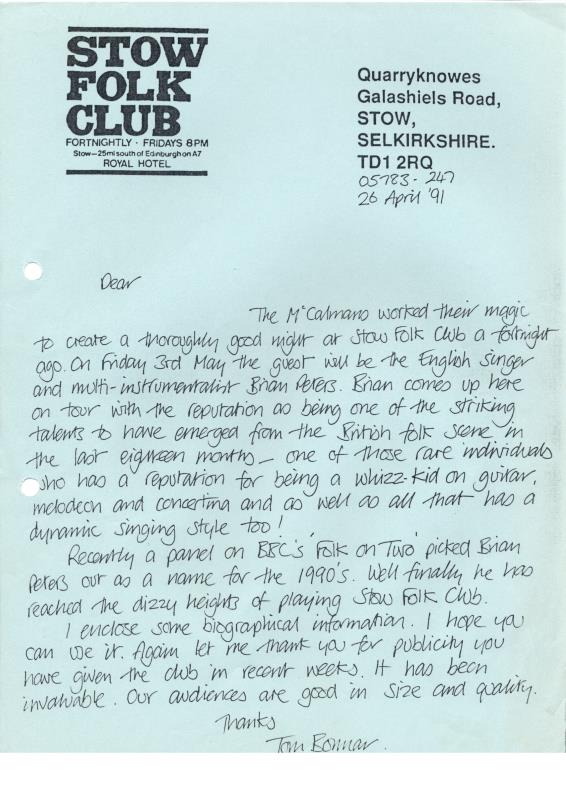 STOW
FOLK
CLUB
FORTNIGHTLY · FRIDAYS 8PM
Stow—25mi south of Edinburgh on A7
ROYAL HOTEL
Quarryknowes
Galashiels Road,
STOW,
SELKIRKSHIRE.
TD1 2RQ
05783-247
26 April '91
Dear
The McCalmans worked their magic
to create a thoroughly good night at Stow Folk Club a fortnight
ago. On Friday 3rd May the guest will be the English singer
and multi-instrumentalist Brian Peters. Brian comes up here
on tour with the reputation as being one of the striking
talents to have emerged from the British folk scene in
the last eighteen months - one of those rare individuals
who has a reputation for being a whizz-kid on guitar,
melodeon and concertina and as well as all that has a
dynamic singing style too!
Recently a panel on BBC's 'Folk on Two' picked Brian
Peters out as a name for the 1990's. Well finally he has
reached the dizzy heights of playing Stow Folk Club.
I enclose some biographical information. I hope you
can use it. Again let me thank you for publicity you
have given the club in recent weeks. It has been
invaluable. Our audiences are good in size and quality.
Thanks
Tom Bonnar.